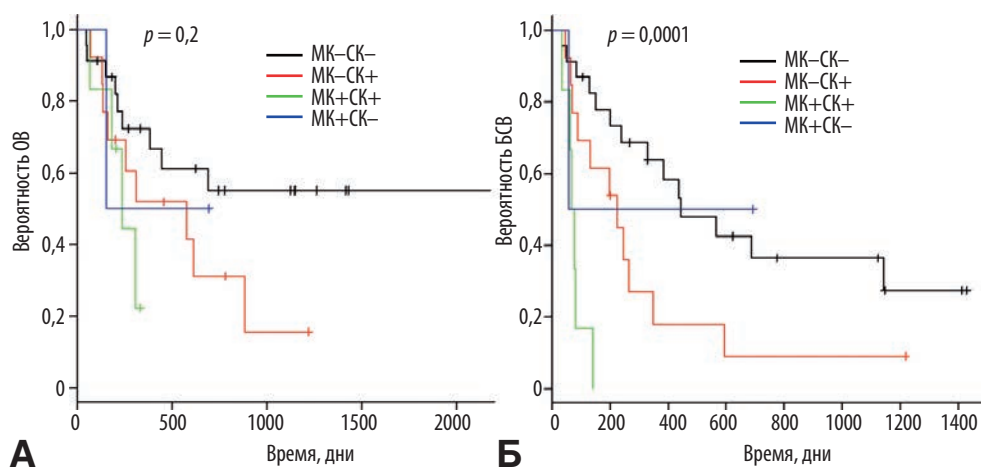 p = 0,2
МК–СК–
МК–СК+
МК+СК+
МК+СК–
Вероятность ОВ
1,0
0,8
0,6
0,4
0,2
0
0 500 1000 1500 2000
Время, дни
А
p = 0,0001
МК–СК–
МК–СК+
МК+СК+
МК+СК–
Вероятность БСВ
1,0
0,8
0,6
0,4
0,2
0
0 200 400 600 800 1000 1200 1400
Время, дни
Б